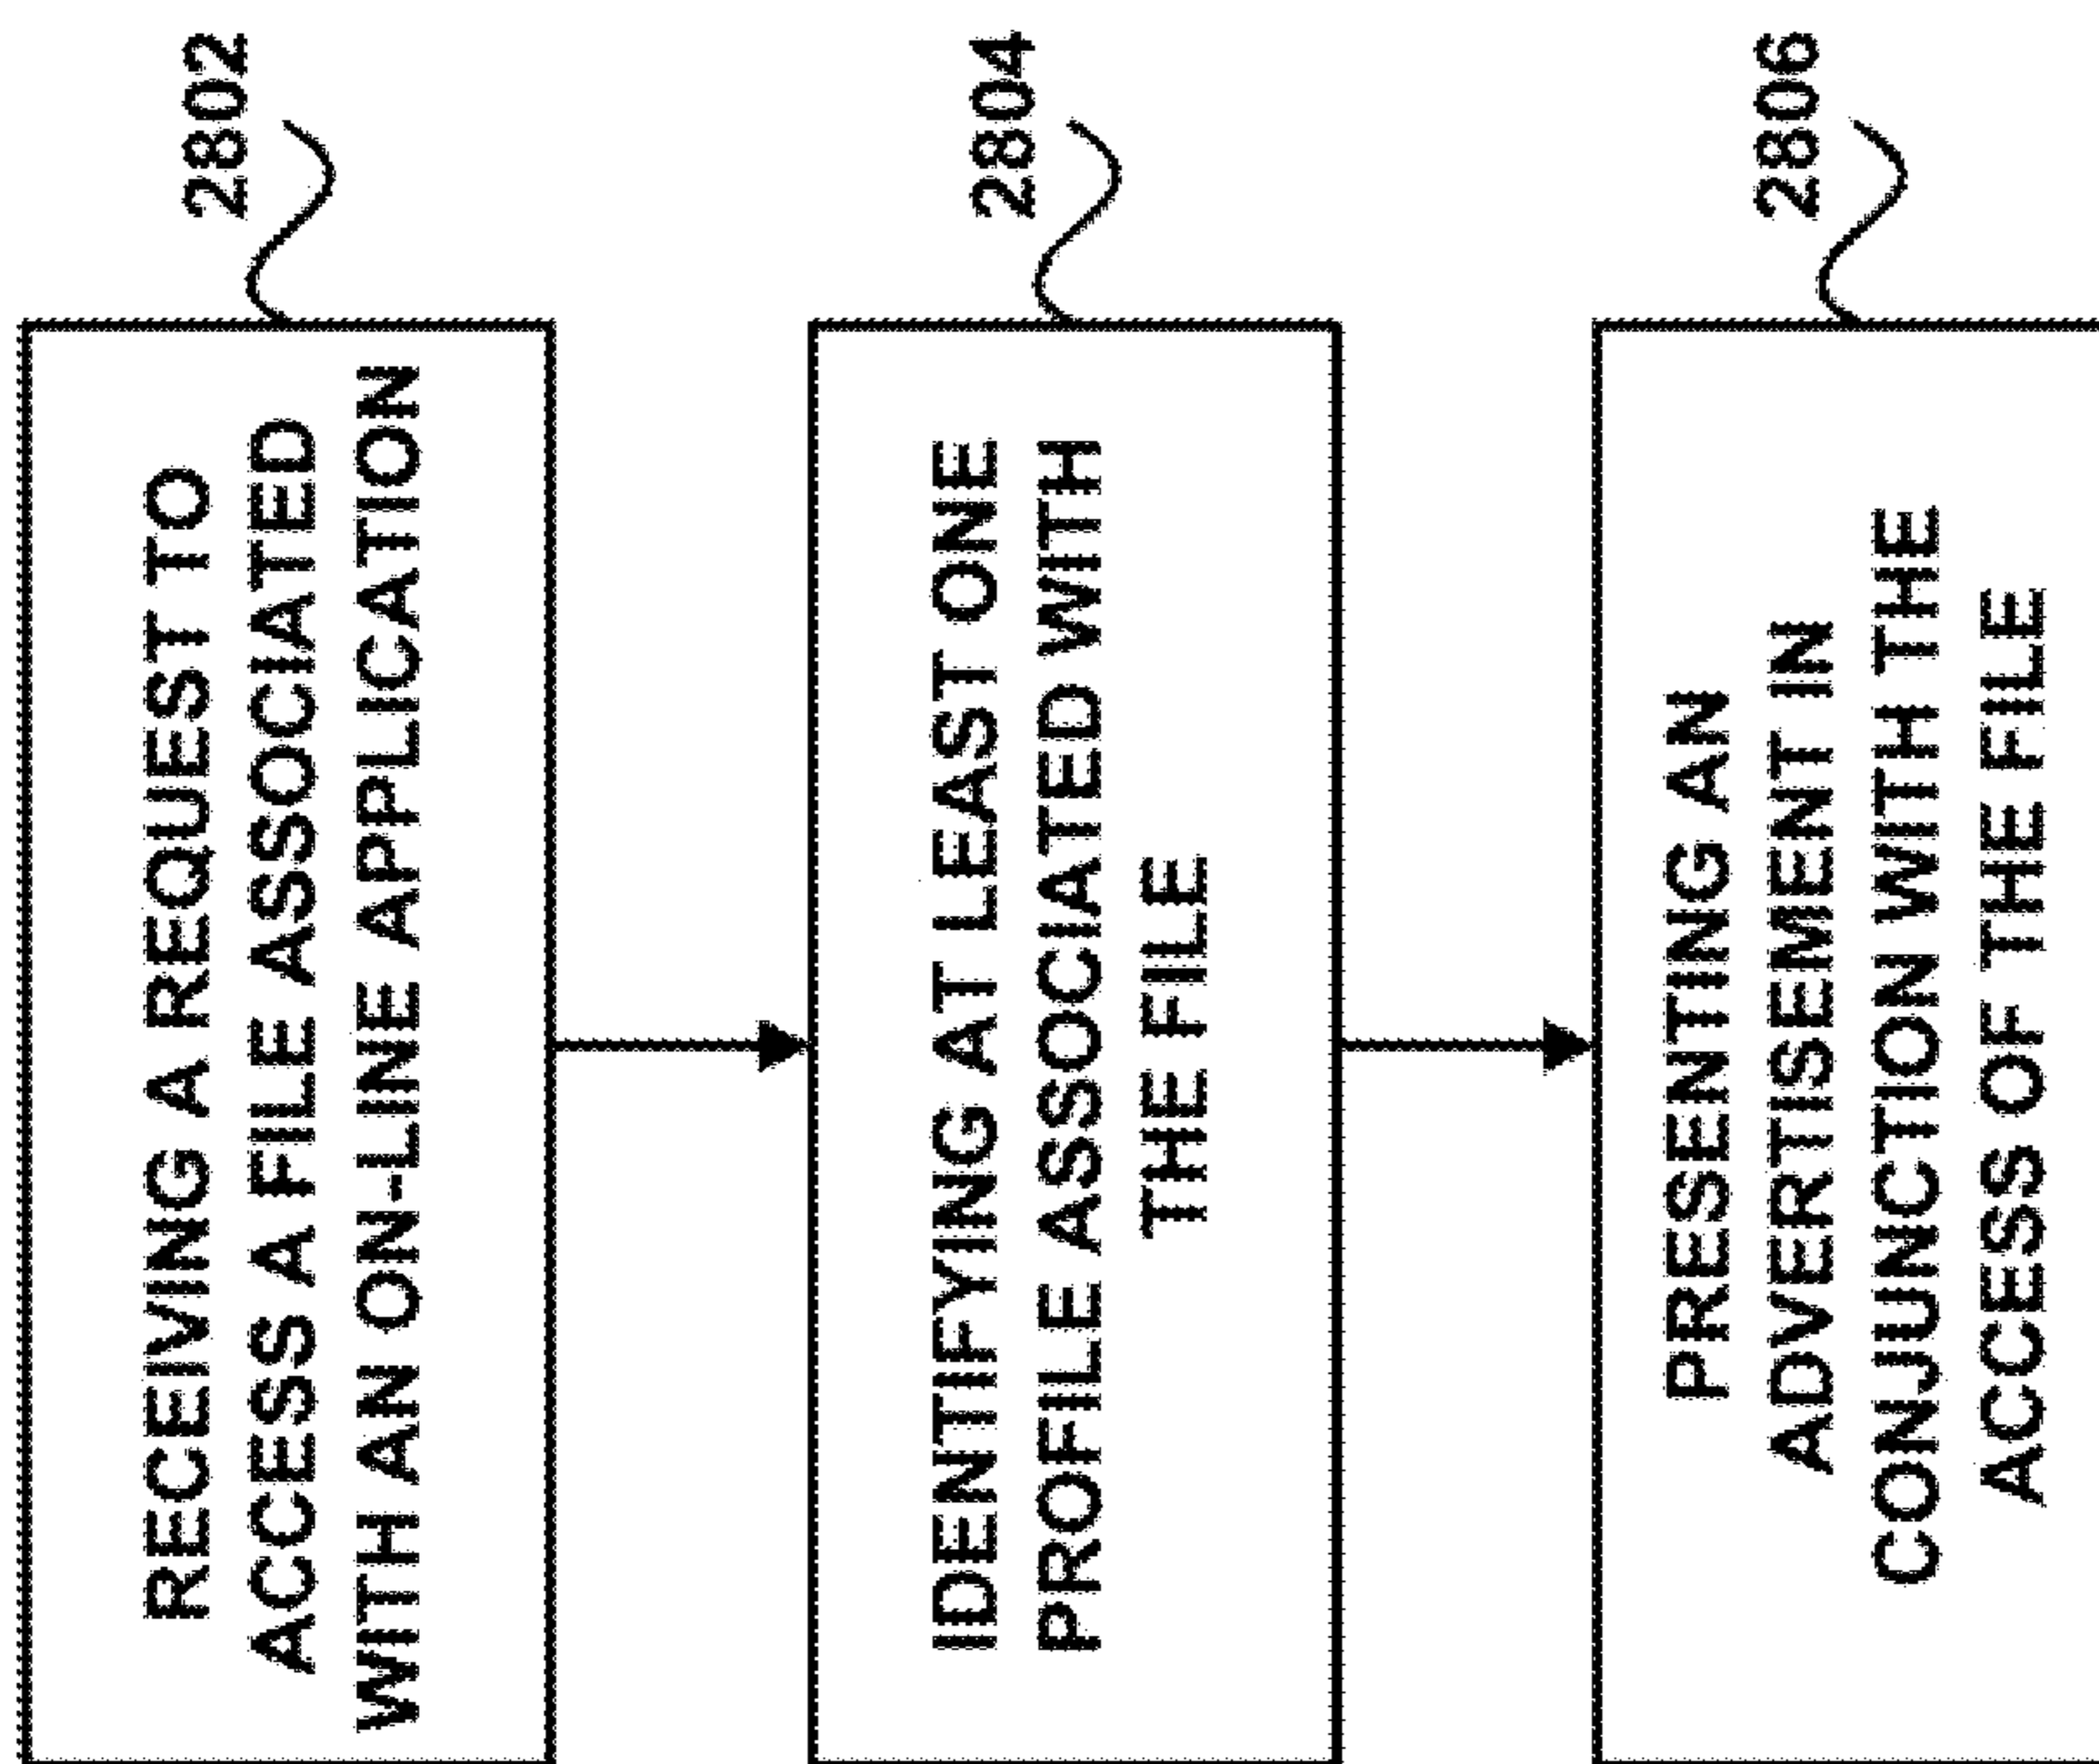 2802
RECEIVING A REQUEST TO
ACCESS A FILE ASSOCIATED
WITH AN ON-LINE APPLICATION
2804
IDENTIFYING AT LEAST ONE
PROFILE ASSOCIATED WITH
THE FILE
2806
PRESENTING AN
ADVERTISEMENT IN
CONJUNCTION WITH THE
ACCESS OF THE FILE